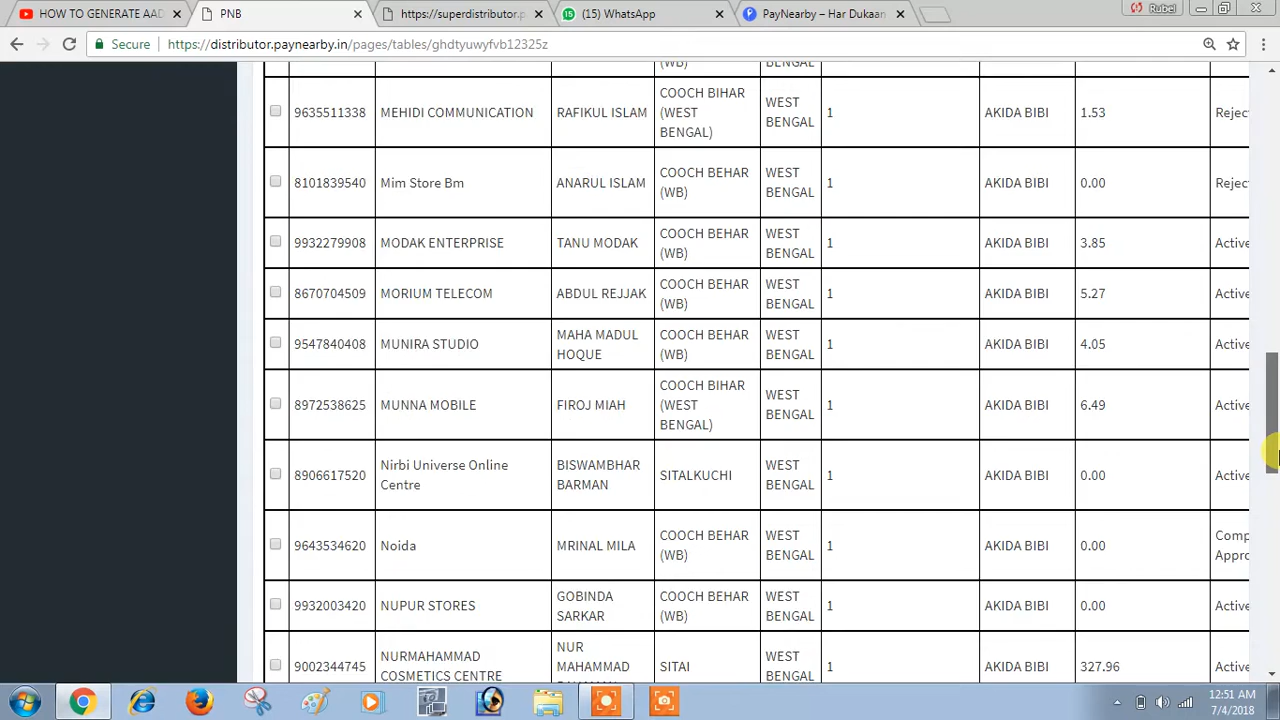 HOW TO GENERATE AAD
PNB
https://superdistributor.p
(15) WhatsApp
PayNearby – Har Dukaan
Rubel
Secure
https://distributor.paynearby.in/pages/tables/ghdtyuwyfvb12325z
(WB) BENGAL
9635511338 MEHIDI COMMUNICATION RAFIKUL ISLAM COOCH BIHAR (WEST BENGAL) WEST BENGAL 1 AKIDA BIBI 1.53 Reject
8101839540 Mim Store Bm ANARUL ISLAM COOCH BEHAR (WB) WEST BENGAL 1 AKIDA BIBI 0.00 Reject
9932279908 MODAK ENTERPRISE TANU MODAK COOCH BEHAR (WB) WEST BENGAL 1 AKIDA BIBI 3.85 Active
8670704509 MORIUM TELECOM ABDUL REJJAK COOCH BEHAR (WB) WEST BENGAL 1 AKIDA BIBI 5.27 Active
9547840408 MUNIRA STUDIO MAHA MADUL HOQUE COOCH BEHAR (WB) WEST BENGAL 1 AKIDA BIBI 4.05 Active
8972538625 MUNNA MOBILE FIROJ MIAH COOCH BIHAR (WEST BENGAL) WEST BENGAL 1 AKIDA BIBI 6.49 Active
8906617520 Nirbi Universe Online Centre BISWAMBHAR BARMAN SITALKUCHI WEST BENGAL 1 AKIDA BIBI 0.00 Active
9643534620 Noida MRINAL MILA COOCH BEHAR (WB) WEST BENGAL 1 AKIDA BIBI 0.00 Comp Appro
9932003420 NUPUR STORES GOBINDA SARKAR COOCH BEHAR (WB) WEST BENGAL 1 AKIDA BIBI 0.00 Active
9002344745 NURMAHAMMAD COSMETICS CENTRE NUR MAHAMMAD SITAI WEST BENGAL 1 AKIDA BIBI 327.96 Active
12:51 AM
7/4/2018